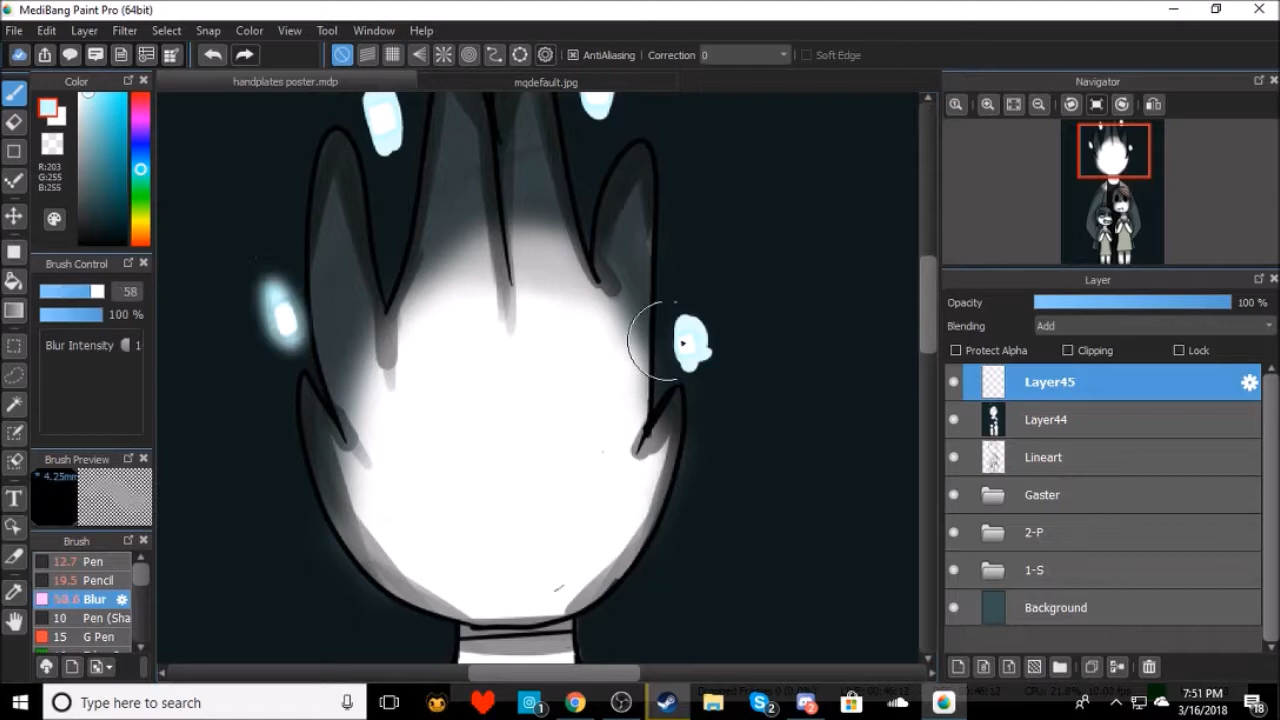 MediBang Paint Pro (64bit)
File Edit Layer Filter Select Snap Color View Tool Window Help
AntiAliasing Correction 0 Soft Edge
Color
handplates poster.mdp
mqdefault.jpg
Navigator
R:203
G:255
B:255
Brush Control
58
100 %
Blur Intensity 1
Layer
Opacity 100 %
Blending Add
Protect Alpha Clipping Lock
Layer45
Layer44
Lineart
Gaster
2-P
1-S
Background
Brush Preview
* 4.25mm
Brush
12.7 Pen
19.5 Pencil
Blur
10 Pen (Sha
15 G Pen
Type here to search
7:51 PM
3/16/2018